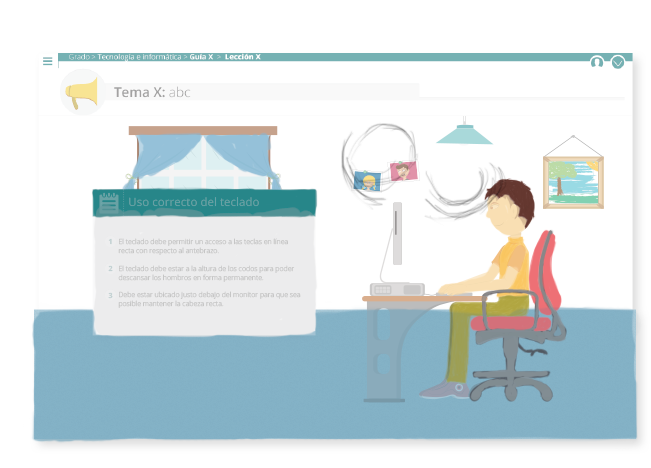 Grado > Tecnología e informática > Guía X > Lección X
Tema X: abc
Uso correcto del teclado
1 El teclado debe permitir un acceso a las teclas en línea
recta con respecto al antebrazo.
2 El teclado debe estar a la altura de los codos para poder
descansar los hombros en forma permanente.
3 Debe estar ubicado justo debajo del monitor para que sea
posible mantener la cabeza recta.